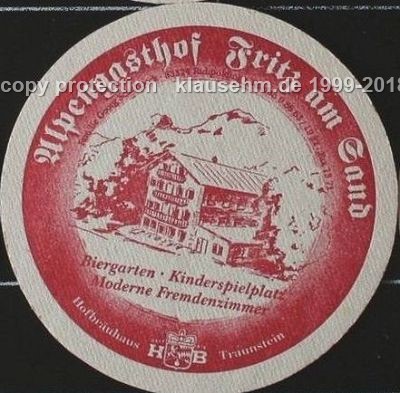 Alpengasthof Fritz am Sand
copy protection klausehm.de 1999-2018
Biergarten · Kinderspielplatz
Moderne Fremdenzimmer
Hofbräuhaus HB Traunstein